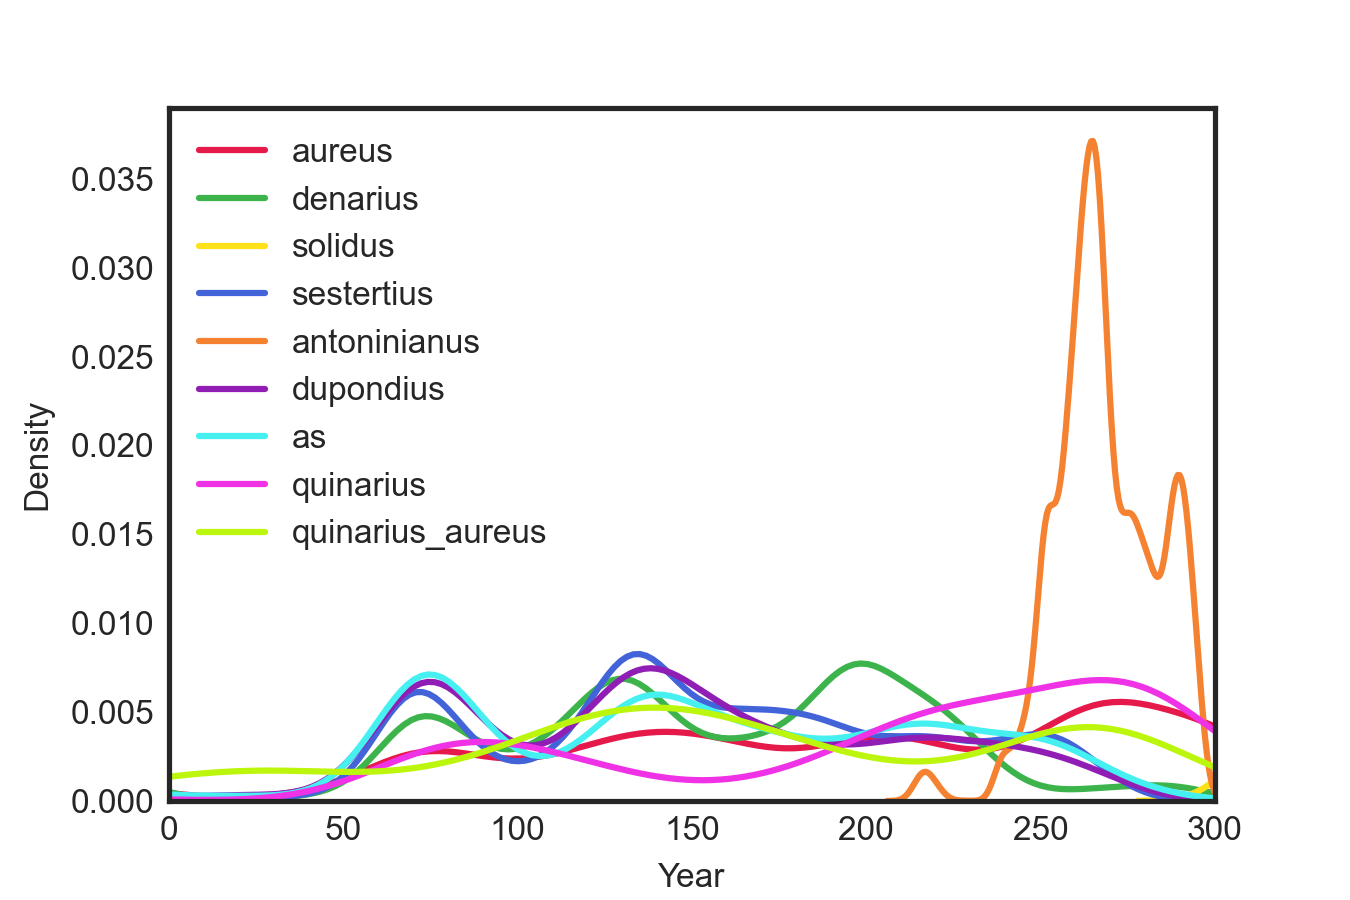 aureus
denarius
solidus
sestertius
antoninianus
dupondius
as
quinarius
quinarius_aureus
Density
0.035
0.030
0.025
0.020
0.015
0.010
0.005
0.000
0 50 100 150 200 250 300
Year